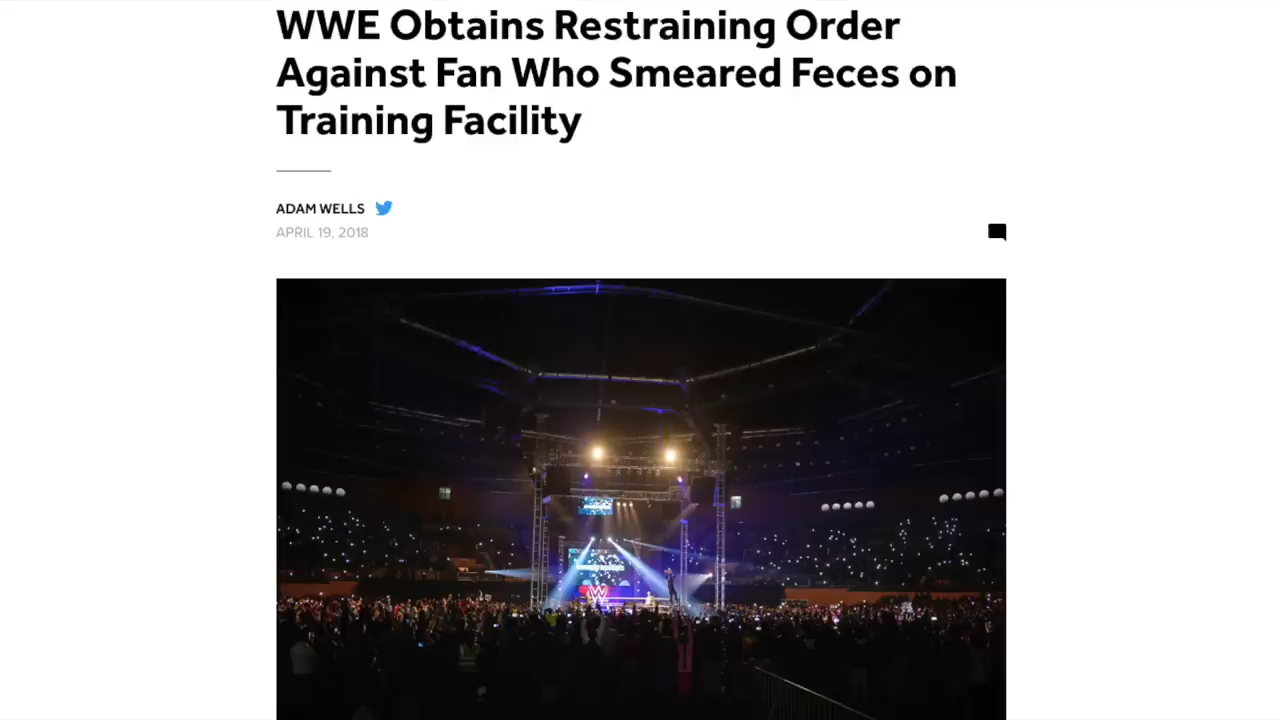 WWE Obtains Restraining Order
Against Fan Who Smeared Feces on
Training Facility
ADAM WELLS
APRIL 19, 2018
W